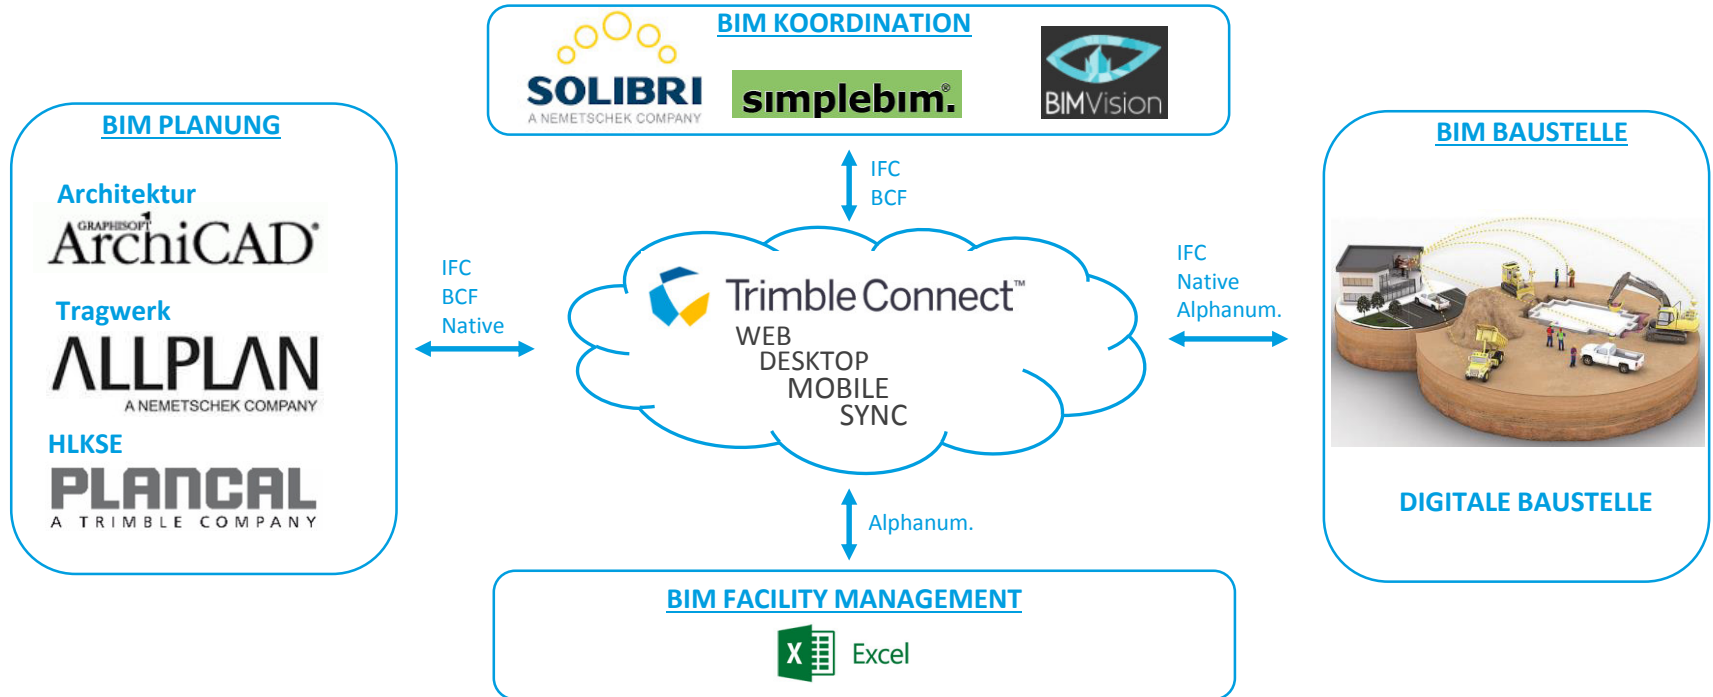 BIM KOORDINATION
SOLIBRI
A NEMETSCHEK COMPANY
simplebim.®
BIMVision
BIM PLANUNG
Architektur
GRAPHISOFT
ArchiCAD®
Tragwerk
ALLPLAN
A NEMETSCHEK COMPANY
HLKSE
PLANCAL
A TRIMBLE COMPANY
IFC
BCF
Native
IFC
BCF
Trimble Connect™
WEB
DESKTOP
MOBILE
SYNC
IFC
Native
Alphanum.
BIM BAUSTELLE
DIGITALE BAUSTELLE
Alphanum.
BIM FACILITY MANAGEMENT
X Excel